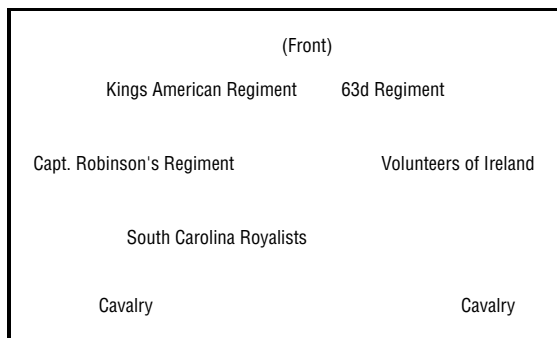 (Front)
Kings American Regiment 63d Regiment
Capt. Robinson's Regiment Volunteers of Ireland
South Carolina Royalists
Cavalry Cavalry